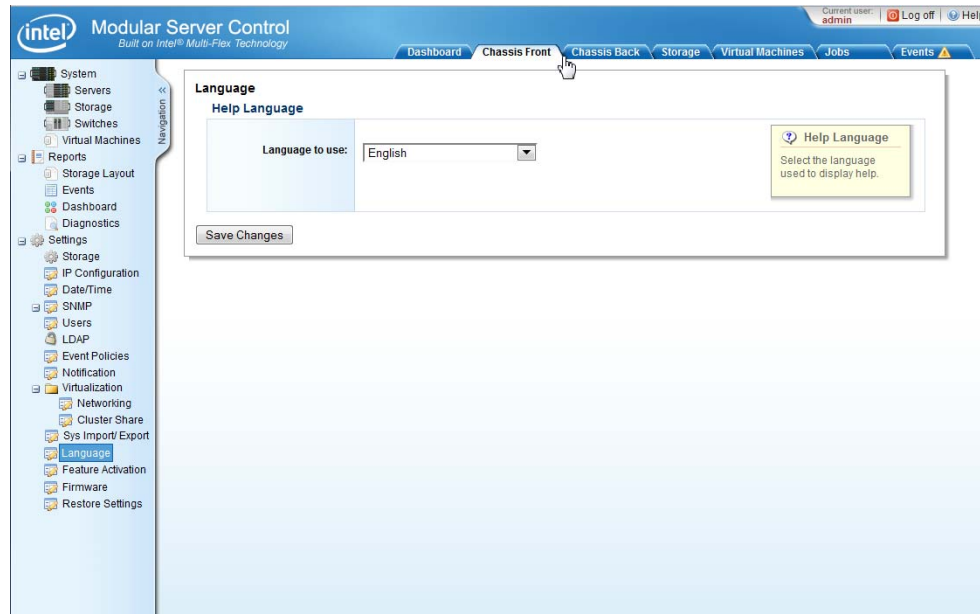 intel
Modular Server Control
Built on Intel® Multi-Flex Technology
Current user:
admin
Log off
Dashboard
Chassis Front
Chassis Back
Storage
Virtual Machines
Jobs
Events
System
Servers
Storage
Switches
Virtual Machines
Reports
Storage Layout
Events
Dashboard
Diagnostics
Settings
Storage
IP Configuration
Date/Time
SNMP
Users
LDAP
Event Policies
Notification
Virtualization
Networking
Cluster Share
Sys Import/ Export
Language
Feature Activation
Firmware
Restore Settings
«
Navigation
Language
Help Language
Language to use:
English
Help Language
Select the language
used to display help.
Save Changes